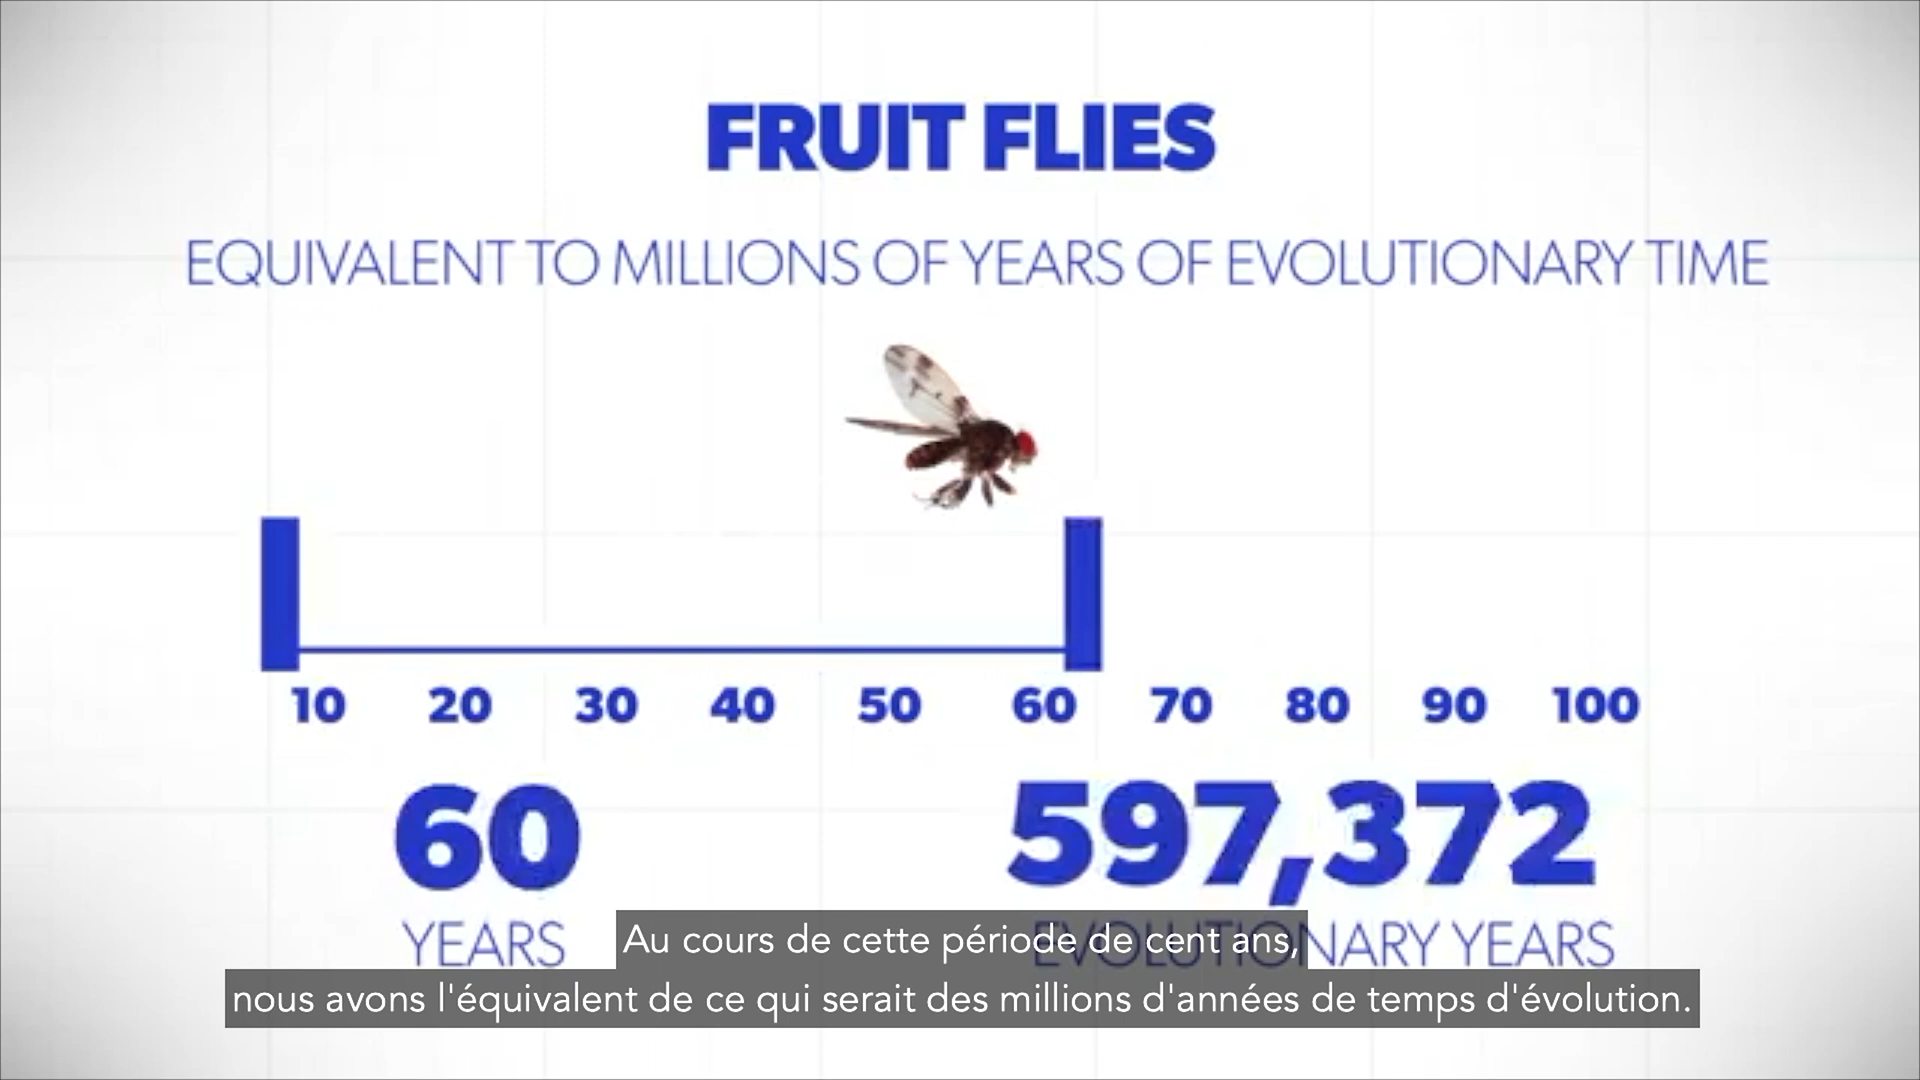 FRUIT FLIES
EQUIVALENT TO MILLIONS OF YEARS OF EVOLUTIONARY TIME
10 20 30 40 50 60 70 80 90 100
60
YEARS
597,372
EVOLUTIONARY YEARS
Au cours de cette période de cent ans,
nous avons l'équivalent de ce qui serait des millions d'années de temps d'évolution.